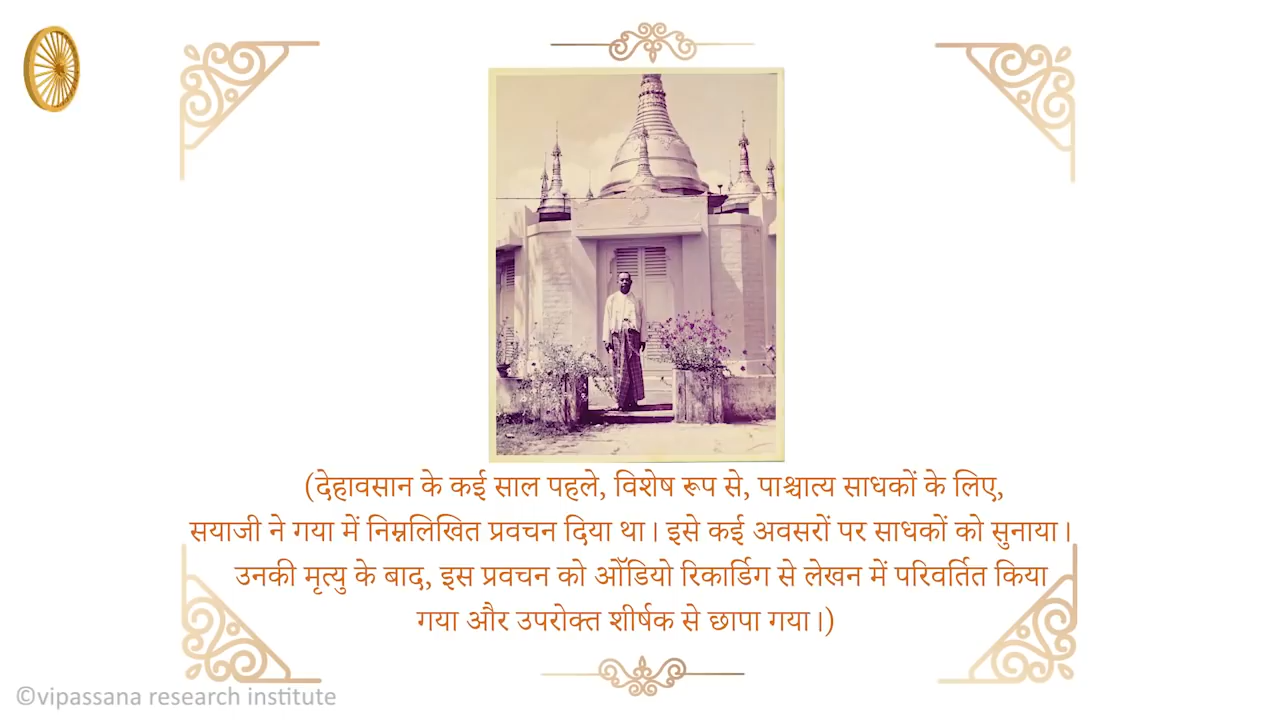 (देहावसान के कई साल पहले, विशेष रूप से, पाश्चात्य साधकों के लिए,
सयाजी ने गया में निम्नलिखित प्रवचन दिया था। इसे कई अवसरों पर साधकों को सुनाया।
उनकी मृत्यु के बाद, इस प्रवचन को ऑडियो रिकार्डिग से लेखन में परिवर्तित किया
गया और उपरोक्त शीर्षक से छापा गया।)
©vipassana research institute